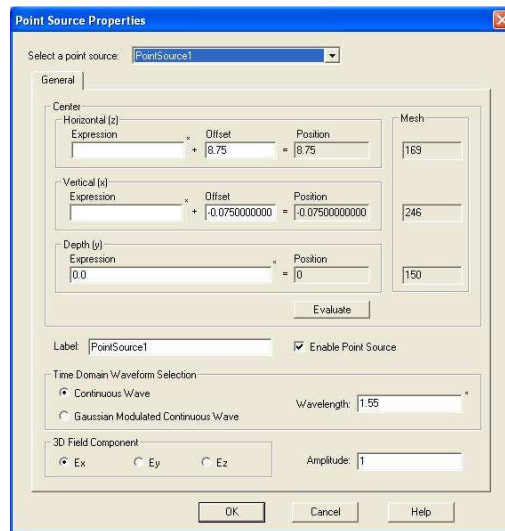 Point Source Properties
Select a point source: PointSource1
General
Center
Horizontal (z)
Expression * Offset Position
+ 8.75 = 8.75
Mesh
169
Vertical (x)
Expression * Offset Position
+ -0.0750000000 = -0.0750000000
246
Depth (y)
Expression * Position
0.0 = 0
150
Evaluate
Label: PointSource1
Enable Point Source
Time Domain Waveform Selection
Continuous Wave
Gaussian Modulated Continuous Wave
Wavelength: 1.55 *
3D Field Component
Ex Ey Ez
Amplitude: 1
OK Cancel Help